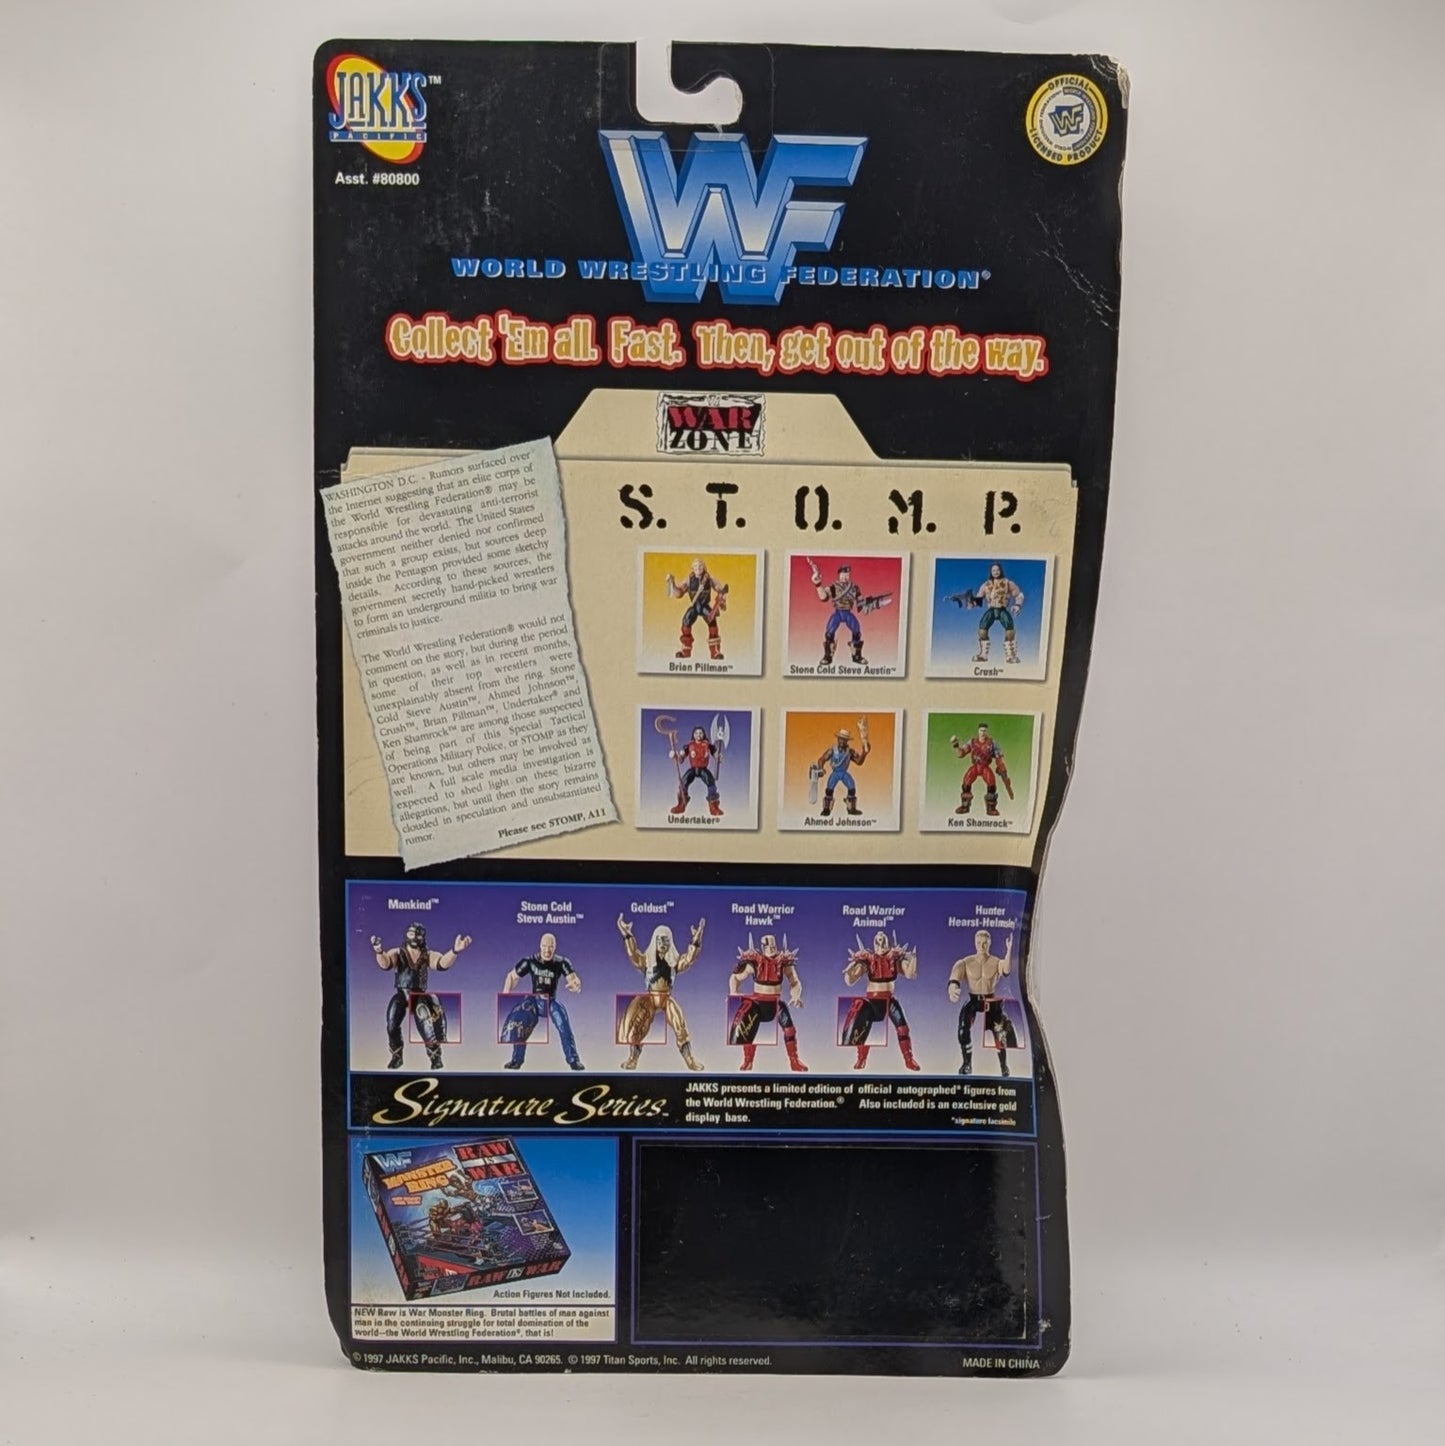 JAKKS™
PACIFIC
Asst. #80800
OFFICIAL
LICENSED PRODUCT
WF
WORLD WRESTLING FEDERATION®
Collect 'Em all. Fast. Then, get out of the way.
WAR
ZONE
S. T. O. M. P.
WASHINGTON D.C. - Rumors surfaced over
the Internet suggesting that an elite corps of
the World Wrestling Federation® may be
responsible for devastating anti-terrorist
attacks around the world. The United States
government neither denied nor confirmed
that such a group exists, but sources deep
inside the Pentagon provided some sketchy
details. According to these sources, the
government secretly hand-picked wrestlers
to form an underground militia to bring war
criminals to justice.
The World Wrestling Federation® would not
comment on the story, but during the period
in question, as well as in recent months,
some of their top wrestlers were
unexplainably absent from the ring. Stone
Cold Steve Austin™, Ahmed Johnson™,
Crush™, Brian Pillman™, Undertaker® and
Ken Shamrock™ are among those suspected
of being part of this Special Tactical
Operations Military Police, or STOMP as they
are known, but others may be involved as
well. A full scale media investigation is
expected to shed light on these bizarre
allegations, but until then the story remains
clouded in speculation and unsubstantiated
rumor.
Please see STOMP, A11
Brian Pillman™
Stone Cold Steve Austin™
Crush™
Undertaker®
Ahmed Johnson™
Ken Shamrock™
Mankind™
Stone Cold
Steve Austin™
Goldust™
Road Warrior
Hawk™
Road Warrior
Animal™
Hunter
Hearst-Helmsley
Signature Series™
JAKKS presents a limited edition of official autographed* figures from
the World Wrestling Federation.® Also included is an exclusive gold
display base.
*signature facsimile
WF
MONSTER
RING
RAW
IS
WAR
RAW IS WAR
Action Figures Not Included.
NEW Raw is War Monster Ring. Brutal battles of man against
man in the continuing struggle for total domination of the
world--the World Wrestling Federation®, that is!
© 1997 JAKKS Pacific, Inc., Malibu, CA 90265. © 1997 Titan Sports, Inc. All rights reserved.
MADE IN CHINA